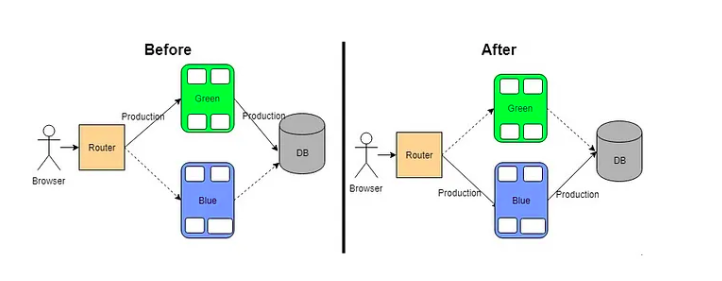 Before
Green
Production
Production
Router
DB
Browser
Blue
After
Green
Router
DB
Browser
Production
Production
Blue